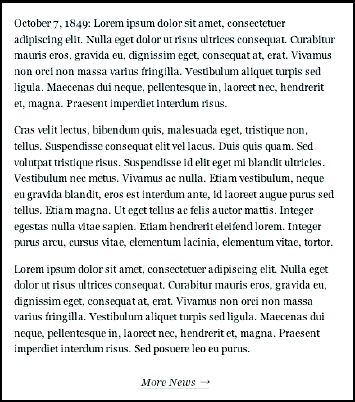 October 7, 1849: Lorem ipsum dolor sit amet, consectetuer
adipiscing elit. Nulla eget dolor ut risus ultrices consequat. Curabitur
mauris eros, gravida eu, dignissim eget, consequat at, erat. Vivamus
non orci non massa varius fringilla. Vestibulum aliquet turpis sed
ligula. Maecenas dui neque, pellentesque in, laoreet nec, hendrerit
et, magna. Praesent imperdiet interdum risus.
Cras velit lectus, bibendum quis, malesuada eget, tristique non,
tellus. Suspendisse consequat elit vel lacus. Duis quis quam. Sed
volutpat tristique risus. Suspendisse id elit eget mi blandit ultricies.
Vestibulum nec metus. Vivamus ac nulla. Etiam vestibulum, neque
eu gravida blandit, eros est interdum ante, id laoreet augue purus sed
tellus. Etiam magna. Ut eget tellus ac felis auctor mattis. Integer
egestas nulla vitae sapien. Etiam hendrerit eleifend lorem. Integer
purus arcu, cursus vitae, elementum lacinia, elementum vitae, tortor.
Lorem ipsum dolor sit amet, consectetuer adipiscing elit. Nulla eget
dolor ut risus ultrices consequat. Curabitur mauris eros, gravida eu,
dignissim eget, consequat at, erat. Vivamus non orci non massa
varius fringilla. Vestibulum aliquet turpis sed ligula. Maecenas dui
neque, pellentesque in, laoreet nec, hendrerit et, magna. Praesent
imperdiet interdum risus. Sed posuere leo eu purus.
More News →